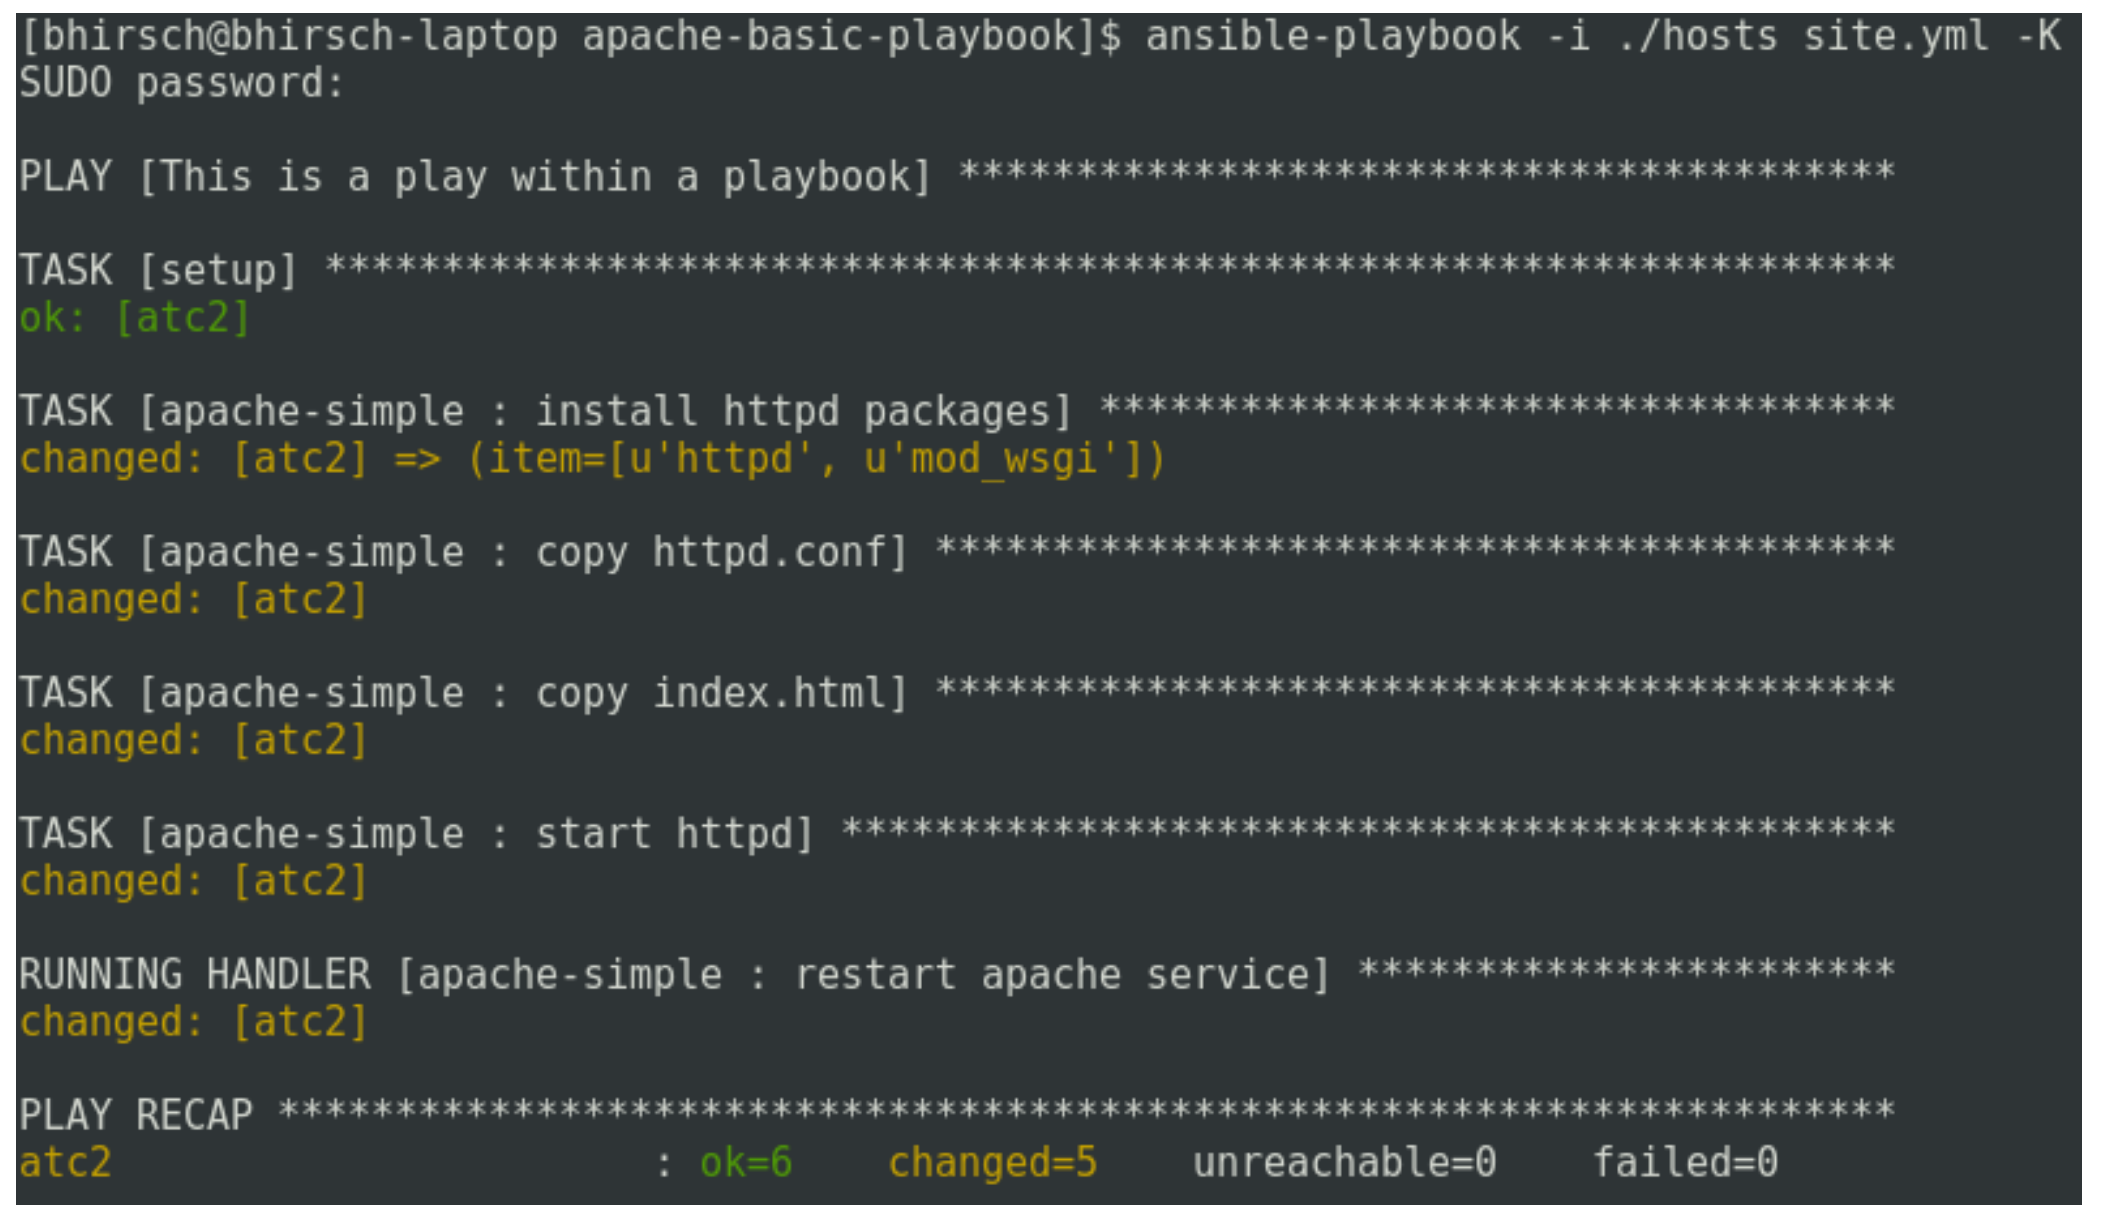 [bhirsch@bhirsch-laptop apache-basic-playbook]$ ansible-playbook -i ./hosts site.yml -K
SUDO password:
PLAY [This is a play within a playbook] ****************************************
TASK [setup] *******************************************************************
ok: [atc2]
TASK [apache-simple : install httpd packages] **********************************
changed: [atc2] => (item=[u'httpd', u'mod_wsgi'])
TASK [apache-simple : copy httpd.conf] *****************************************
changed: [atc2]
TASK [apache-simple : copy index.html] *****************************************
changed: [atc2]
TASK [apache-simple : start httpd] *********************************************
changed: [atc2]
RUNNING HANDLER [apache-simple : restart apache service] ***********************
changed: [atc2]
PLAY RECAP *********************************************************************
atc2                       : ok=6    changed=5    unreachable=0    failed=0